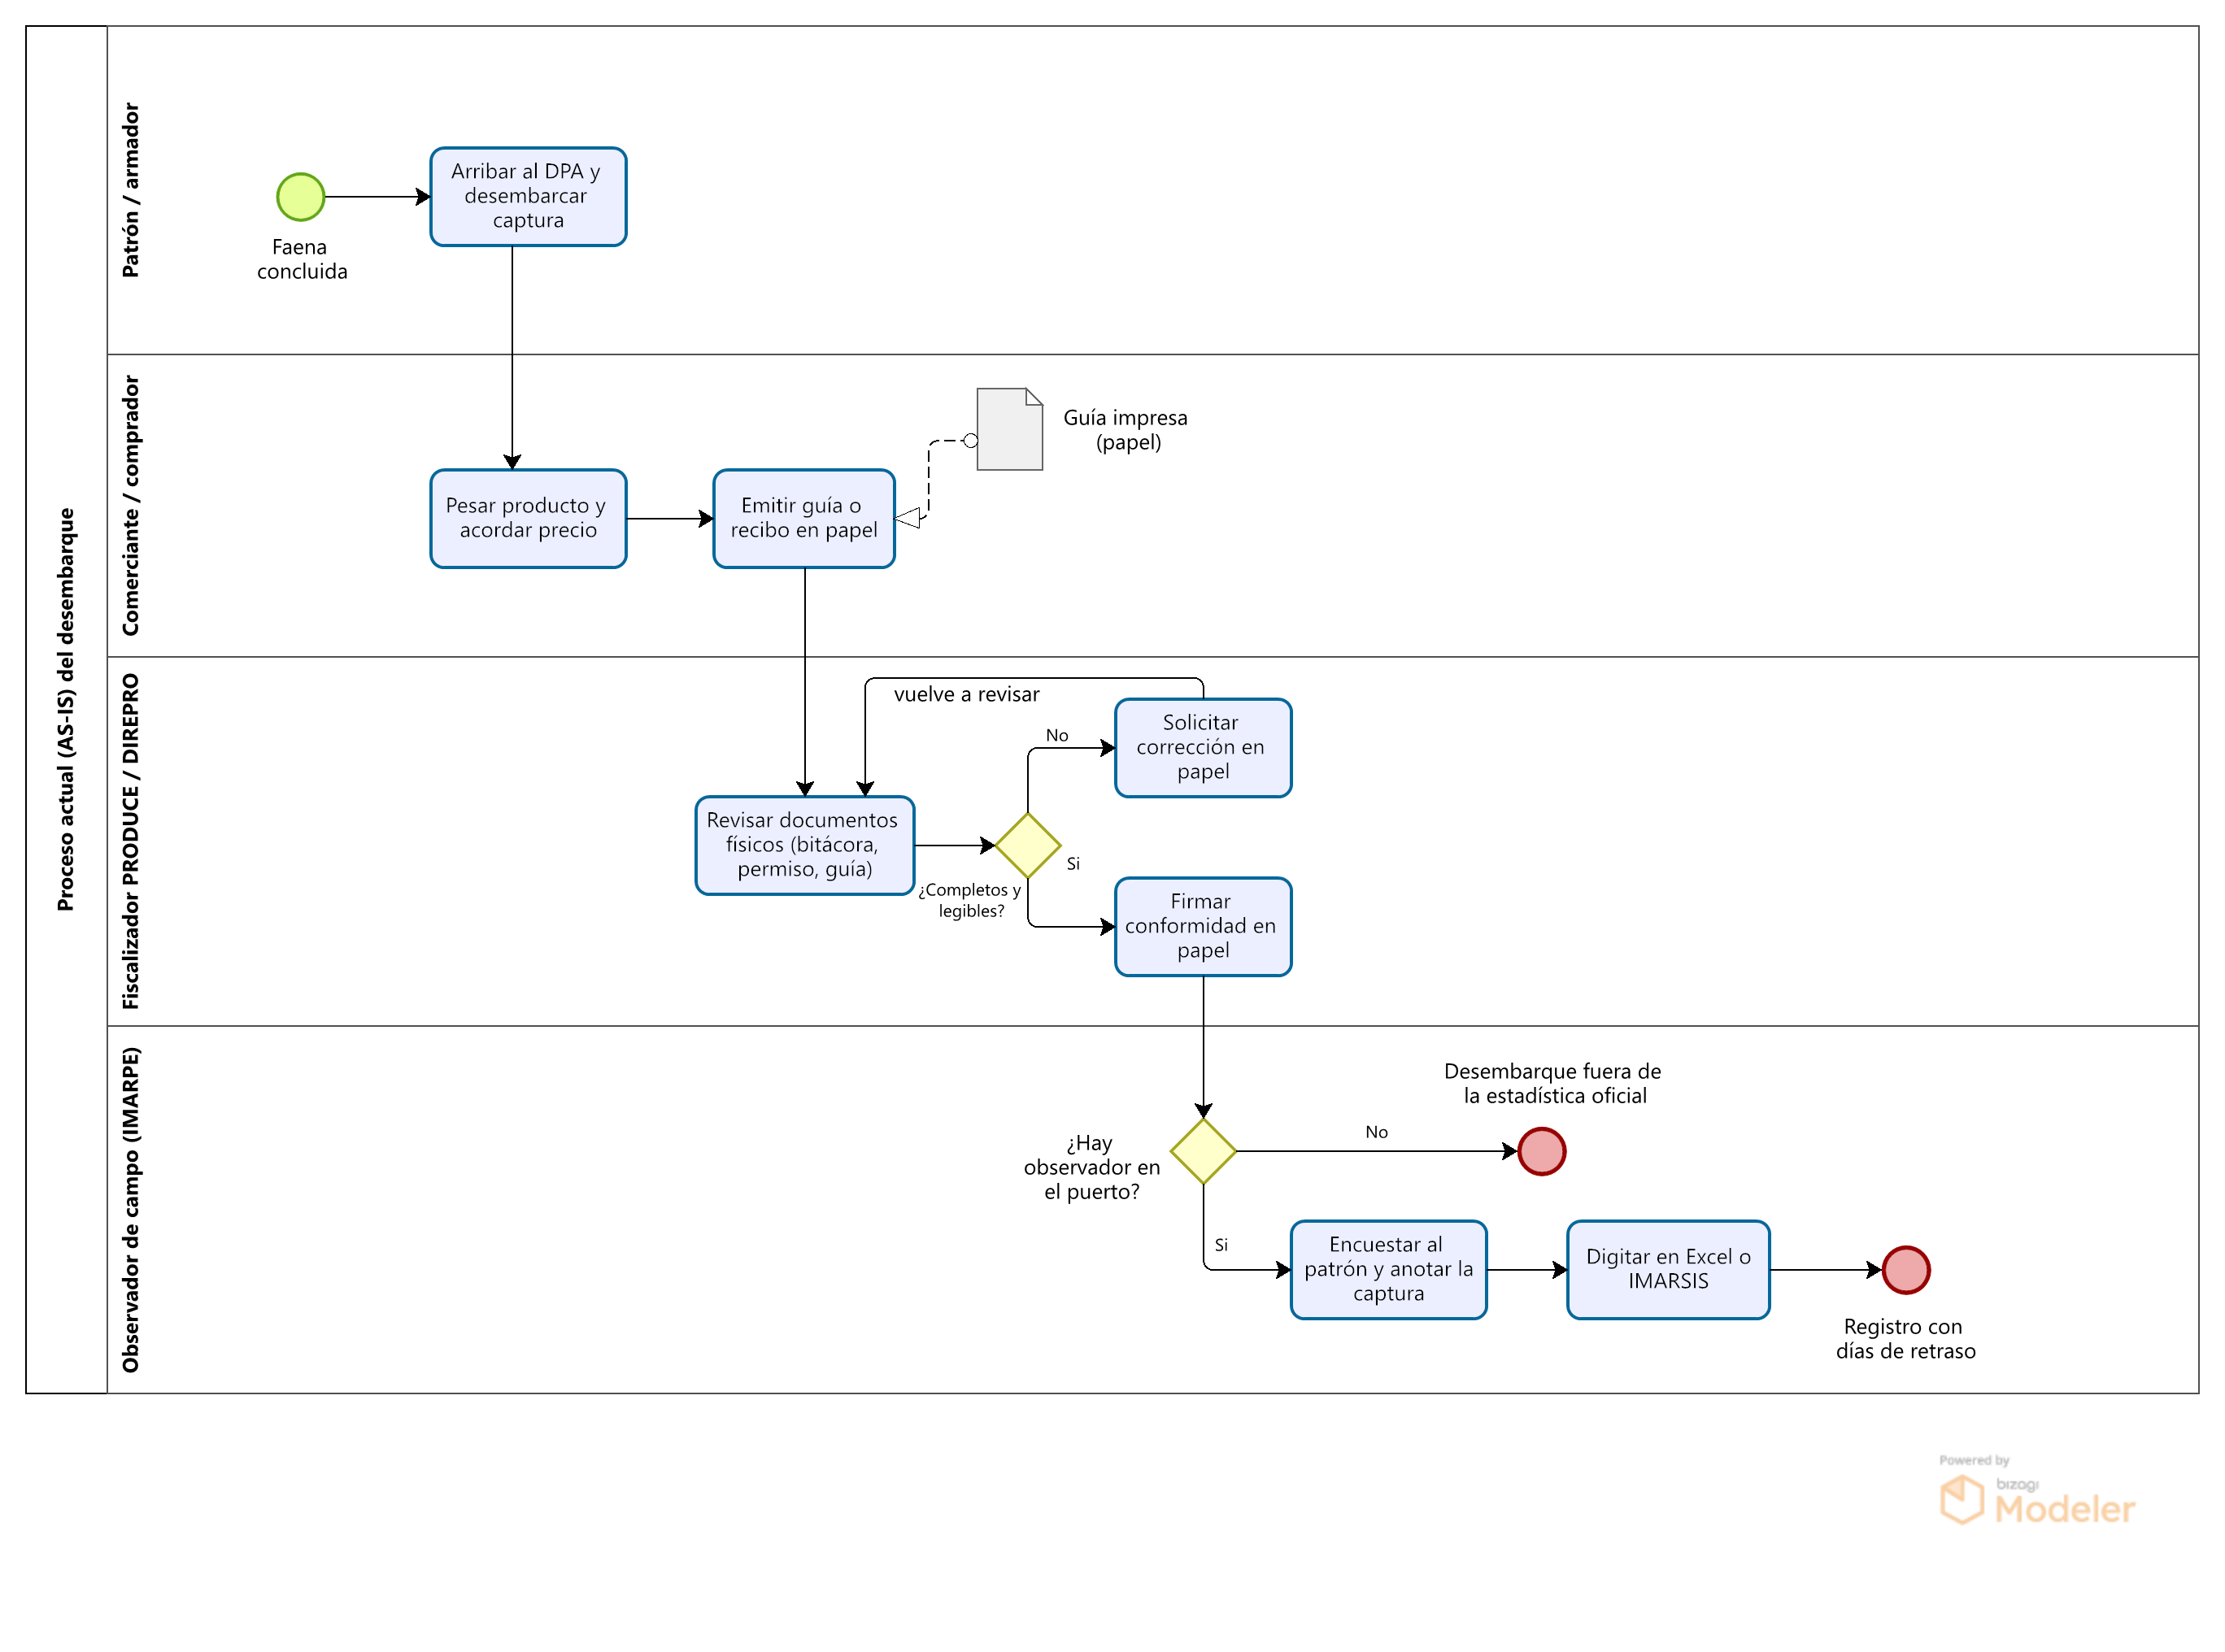 Proceso actual (AS-IS) del desembarque
Patrón / armador
Faena
concluida
Arribar al DPA y
desembarcar
captura
Comerciante / comprador
Pesar producto y
acordar precio
Emitir guía o
recibo en papel
Guía impresa
(papel)
Fiscalizador PRODUCE / DIREPRO
vuelve a revisar
Revisar documentos
físicos (bitácora,
permiso, guía)
¿Completos y
legibles?
No
Si
Solicitar
corrección en
papel
Firmar
conformidad en
papel
Observador de campo (IMARPE)
¿Hay
observador en
el puerto?
No
Desembarque fuera de
la estadística oficial
Si
Encuestar al
patrón y anotar la
captura
Digitar en Excel o
IMARSIS
Registro con
días de retraso
Powered by
bizagi
Modeler